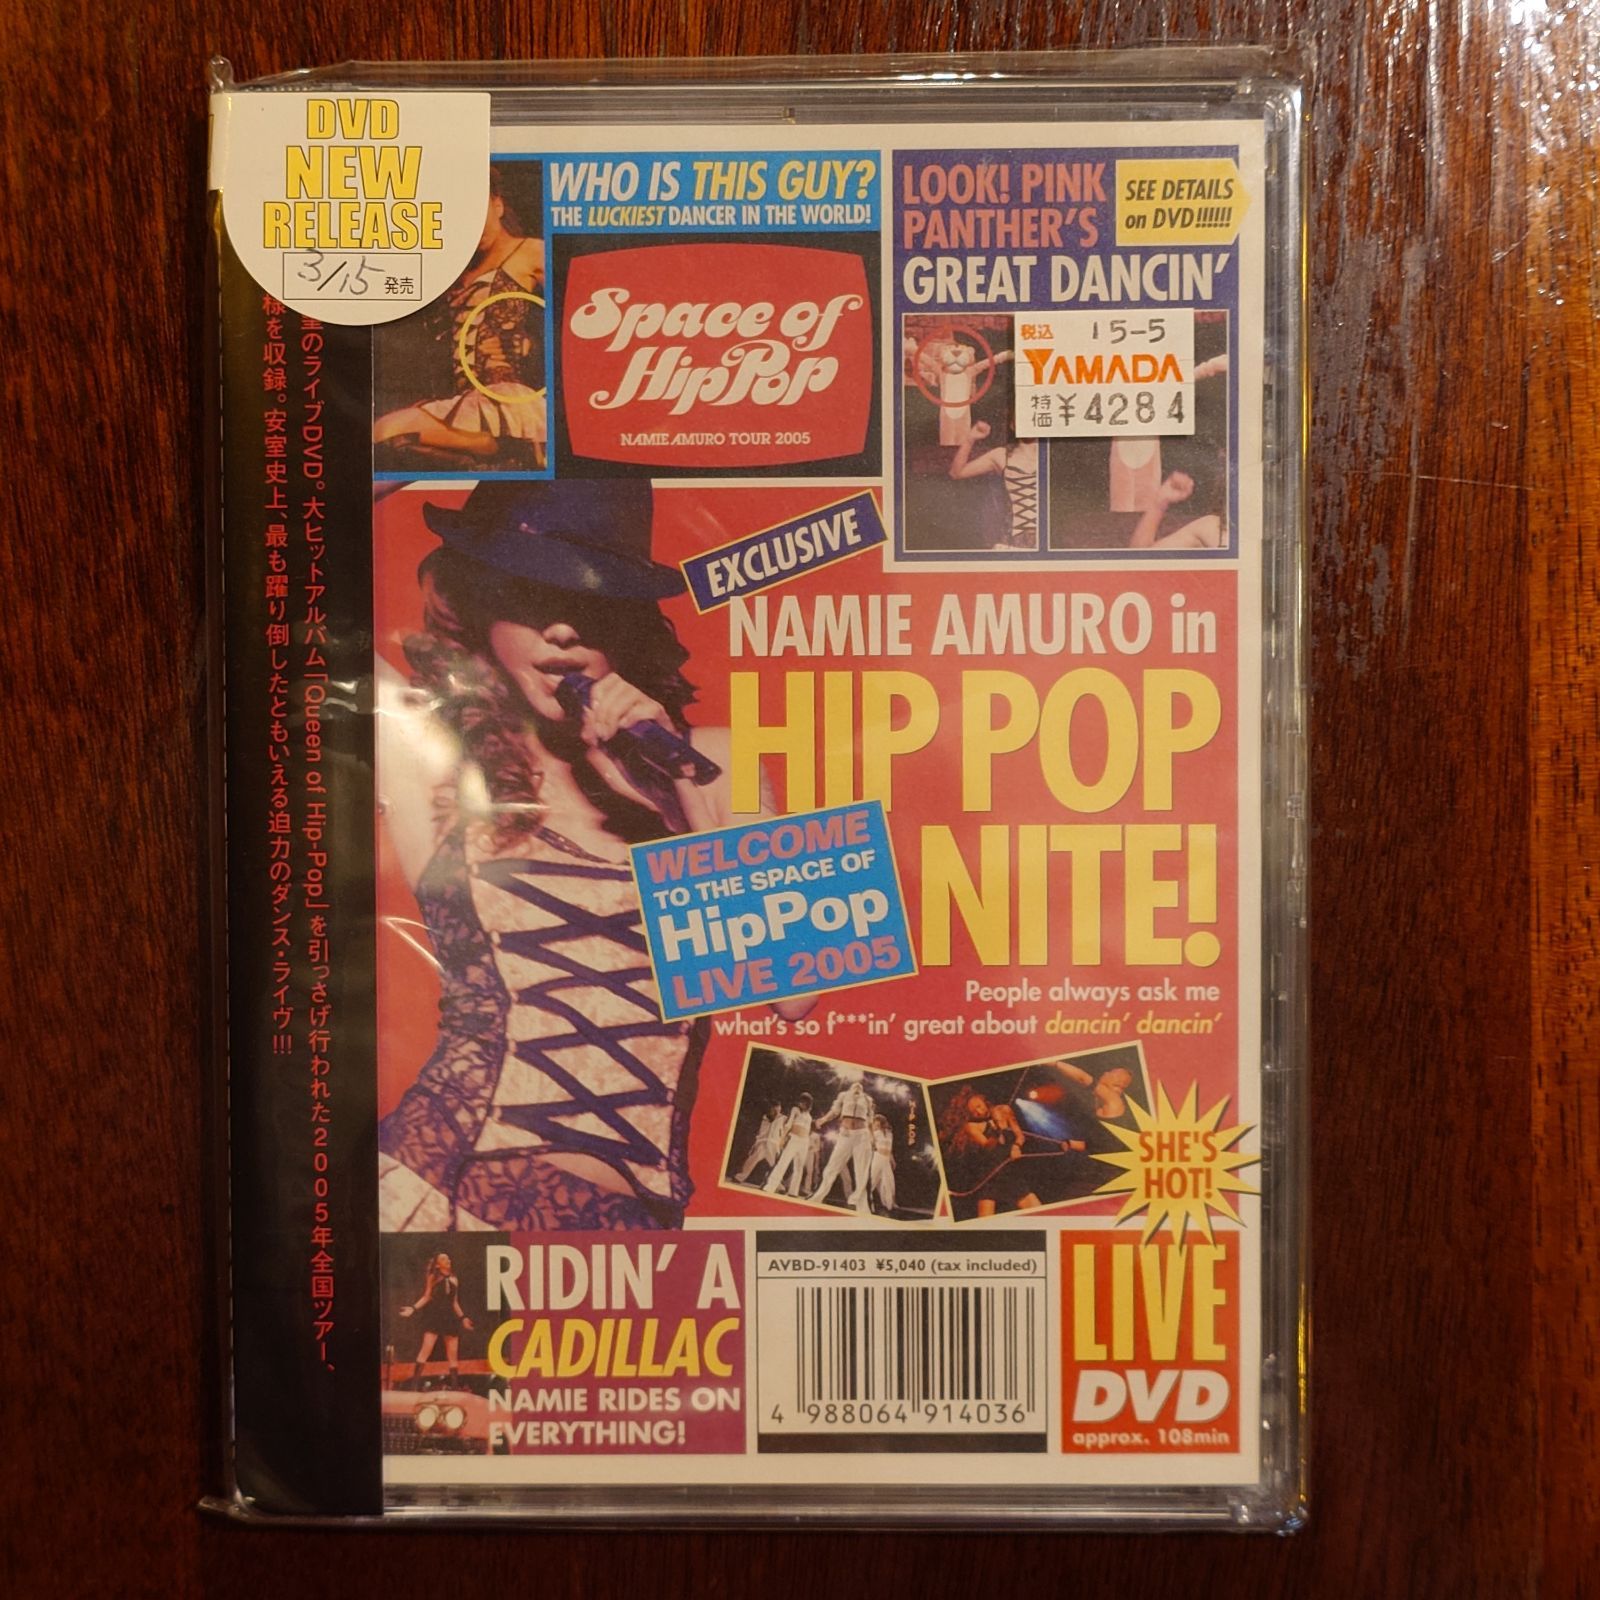 DVD
NEW
RELEASE
3/15 発売
のライブDVD。大ヒットアルバム「Queen of Hip-Pop」を引っさげ行われた2005年全国ツアー、
様を収録。安室史上、最も躍り倒したともいえる迫力のダンス・ライヴ!!!
WHO IS THIS GUY?
THE LUCKIEST DANCER IN THE WORLD!
Space of
HipPop
NAMIE AMURO TOUR 2005
LOOK! PINK
PANTHER'S
GREAT DANCIN'
SEE DETAILS
on DVD!!!!!!
税込 15-5
YAMADA
特価 ¥4284
EXCLUSIVE
NAMIE AMURO in
HIP POP
NITE!
WELCOME
TO THE SPACE OF
HipPop
LIVE 2005
People always ask me
what's so f***in' great about dancin' dancin'
HIP POP
SHE'S
HOT!
RIDIN' A
CADILLAC
NAMIE RIDES ON
EVERYTHING!
AVBD-91403 ¥5,040 (tax included)
4 988064 914036
LIVE
DVD
approx. 108min